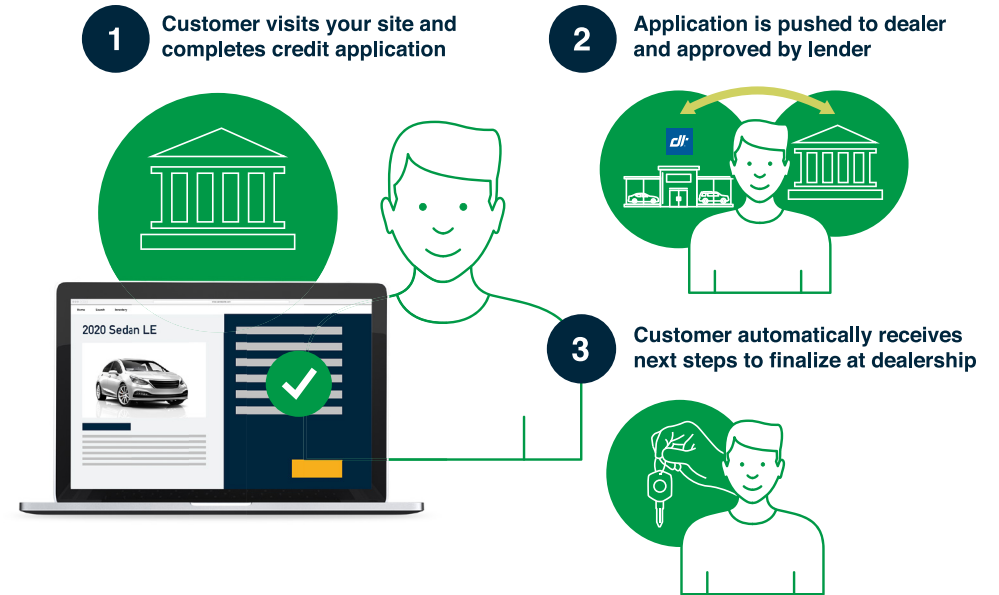 1
Customer visits your site and
completes credit application
2
Application is pushed to dealer
and approved by lender
2020 Sedan LE
3
Customer automatically receives
next steps to finalize at dealership